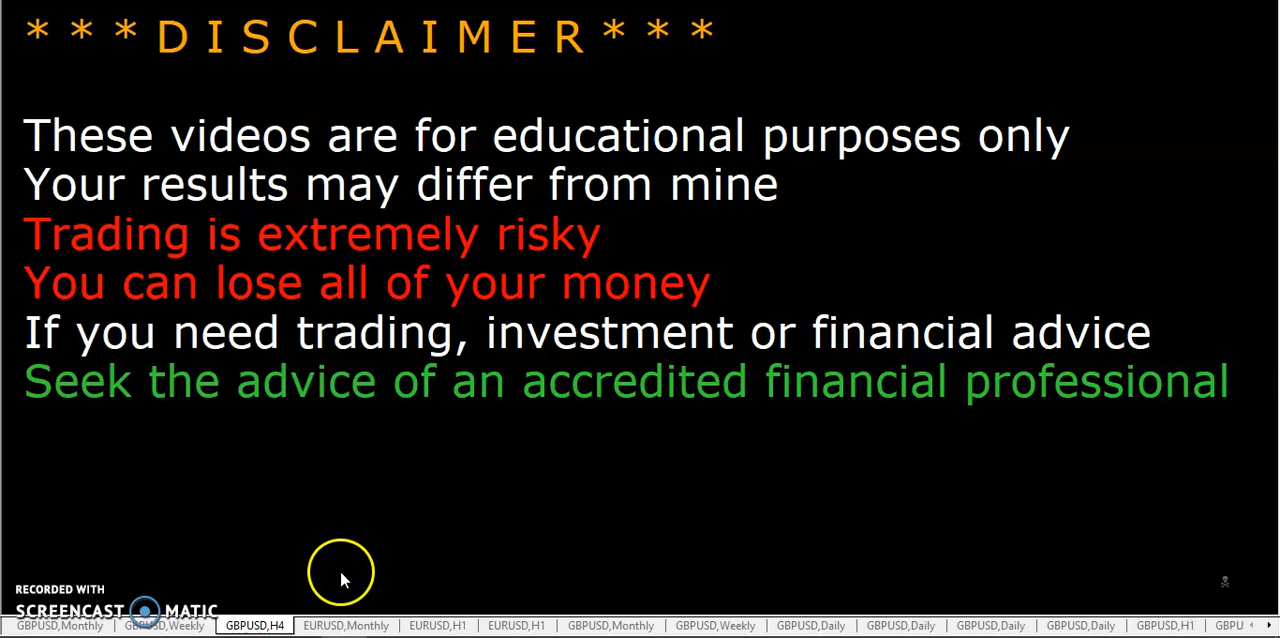 * * * D I S C L A I M E R * * *
These videos are for educational purposes only
Your results may differ from mine
Trading is extremely risky
You can lose all of your money
If you need trading, investment or financial advice
Seek the advice of an accredited financial professional
RECORDED WITH
SCREENCAST MATIC
GBPUSD,Monthly GBPUSD,Weekly GBPUSD,H4 EURUSD,Monthly EURUSD,H1 EURUSD,H1 GBPUSD,Monthly GBPUSD,Weekly GBPUSD,Daily GBPUSD,Daily GBPUSD,Daily GBPUSD,Daily GBPUSD,H1 GBPU